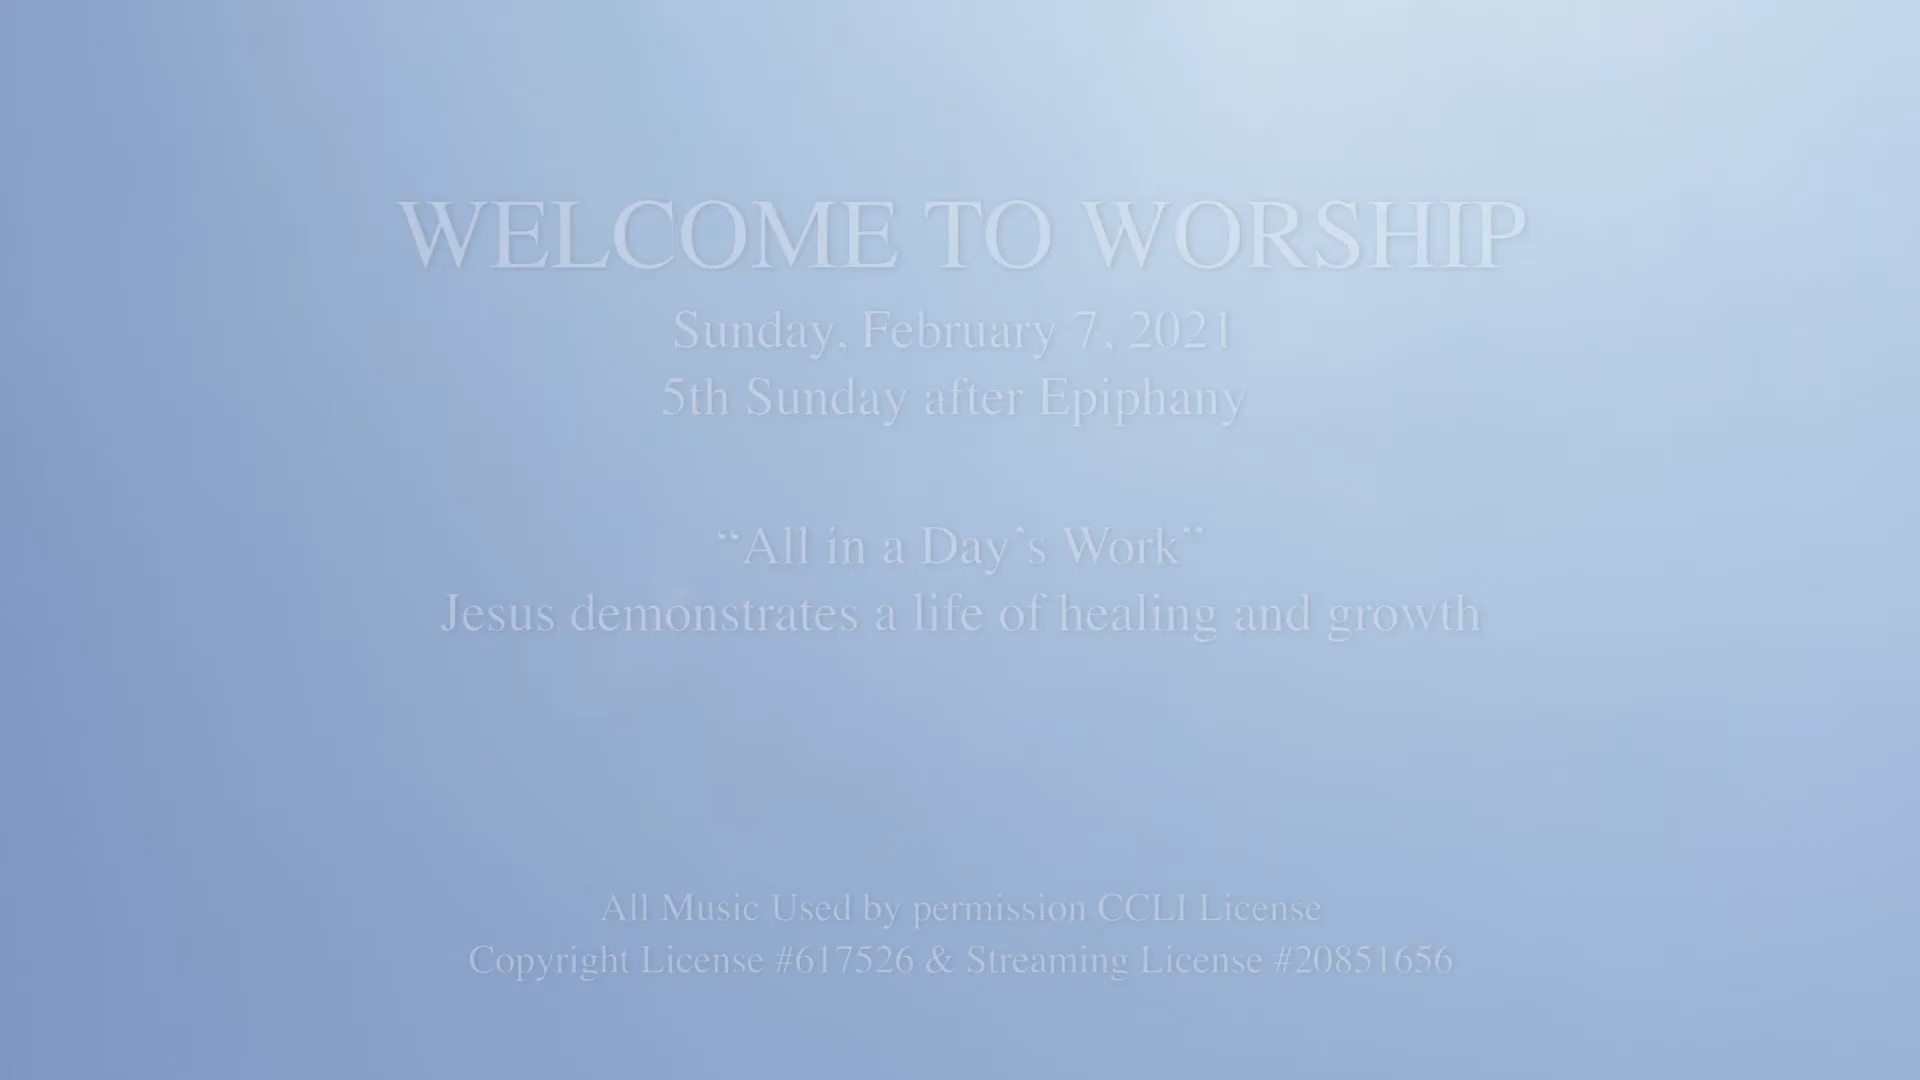 WELCOME TO WORSHIP
Sunday, February 7, 2021
5th Sunday after Epiphany
“All in a Day’s Work”
Jesus demonstrates a life of healing and growth
All Music Used by permission CCLI License
Copyright License #617526 & Streaming License #20851656